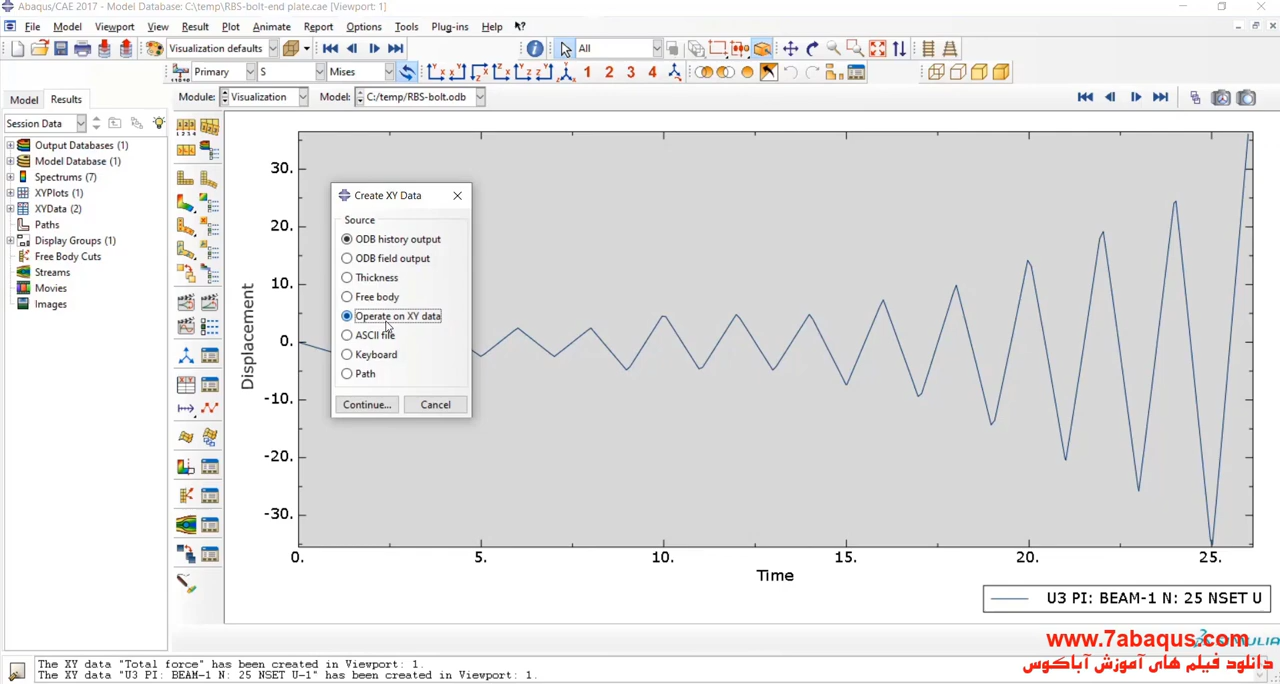 Abaqus/CAE 2017 - Model Database: C:\temp\RBS-bolt-end plate.cae [Viewport: 1]
File Model Viewport View Result Plot Animate Report Options Tools Plug-ins Help
Visualization defaults
All
Primary S Mises
1 2 3 4
Model Results
Module: Visualization Model: C:/temp/RBS-bolt.odb
Session Data
Output Databases (1)
Model Database (1)
Spectrums (7)
XYPlots (1)
XYData (2)
Paths
Display Groups (1)
Free Body Cuts
Streams
Movies
Images
Create XY Data
Source
ODB history output
ODB field output
Thickness
Free body
Operate on XY data
ASCII file
Keyboard
Path
Continue... Cancel
Displacement
30.
20.
10.
0.
-10.
-20.
-30.
0. 5. 10. 15. 20. 25.
Time
U3 PI: BEAM-1 N: 25 NSET U
SIMULIA
The XY data "Total force" has been created in Viewport: 1.
The XY data "U3 PI: BEAM-1 N: 25 NSET U-1" has been created in Viewport: 1.
www.7abaqus.com
دانلود فیلم های آموزش آباکوس